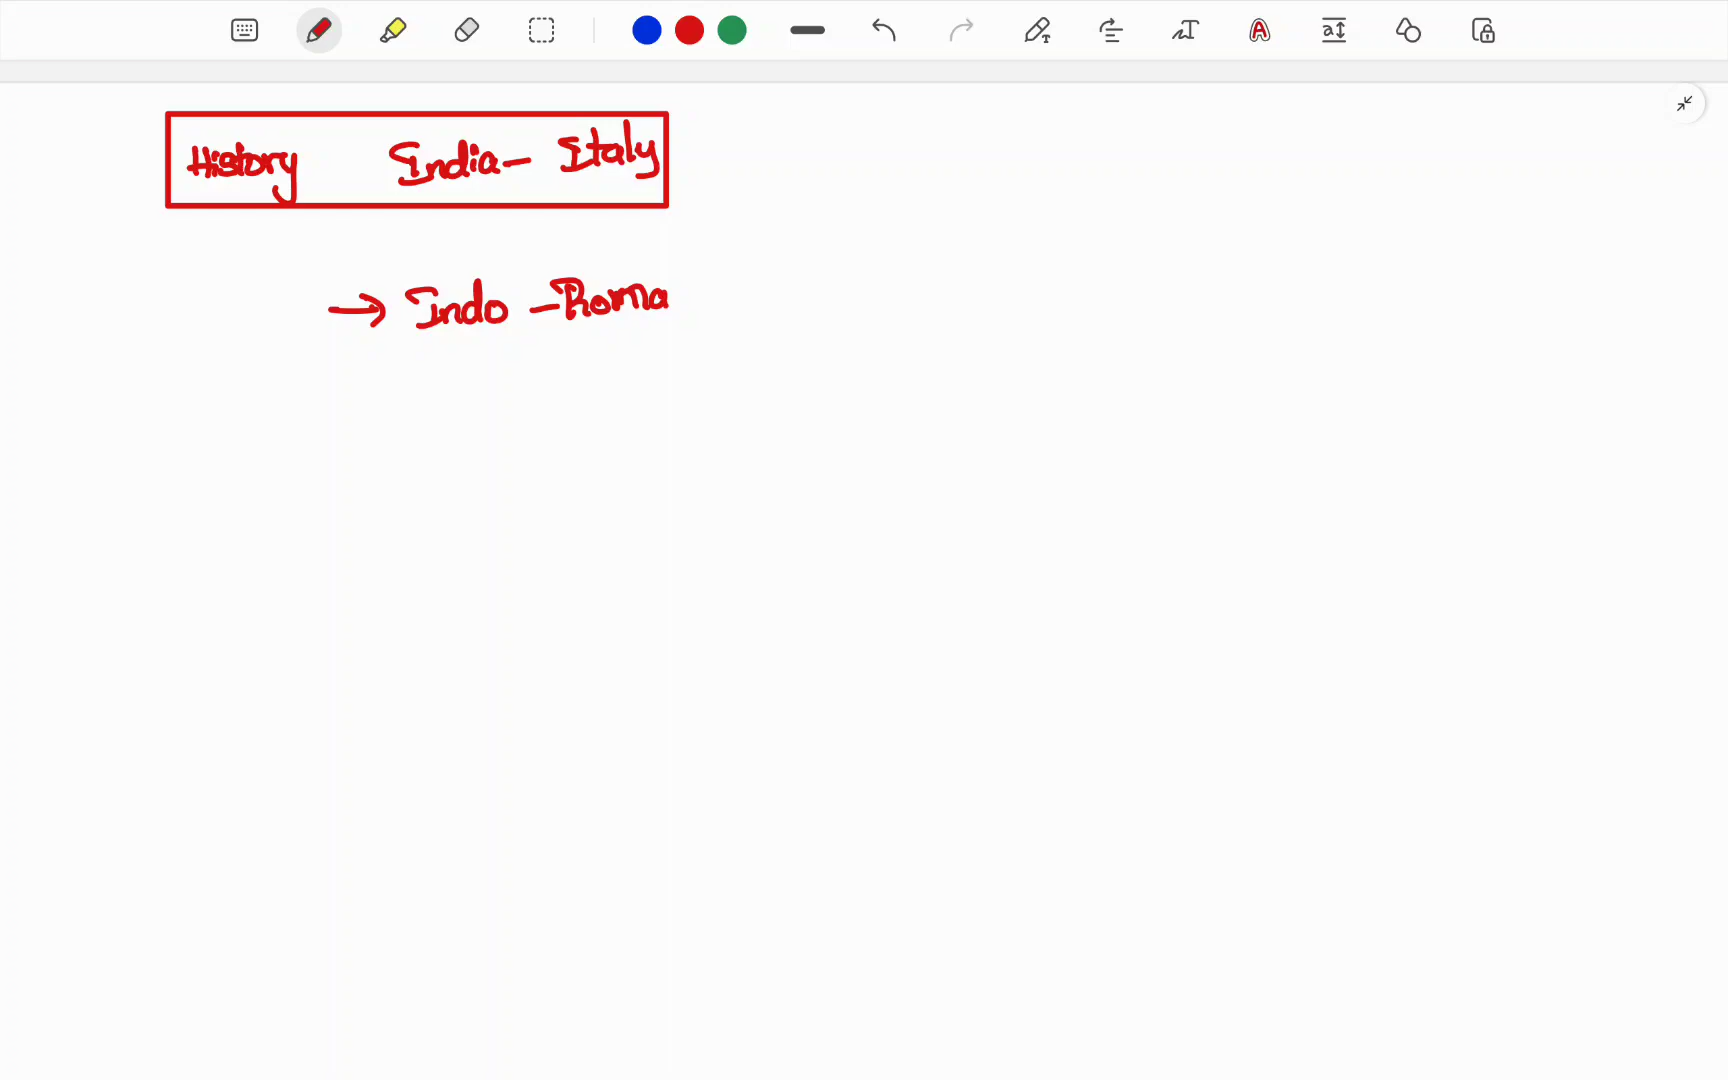 History India - Italy
→ Indo - Roma